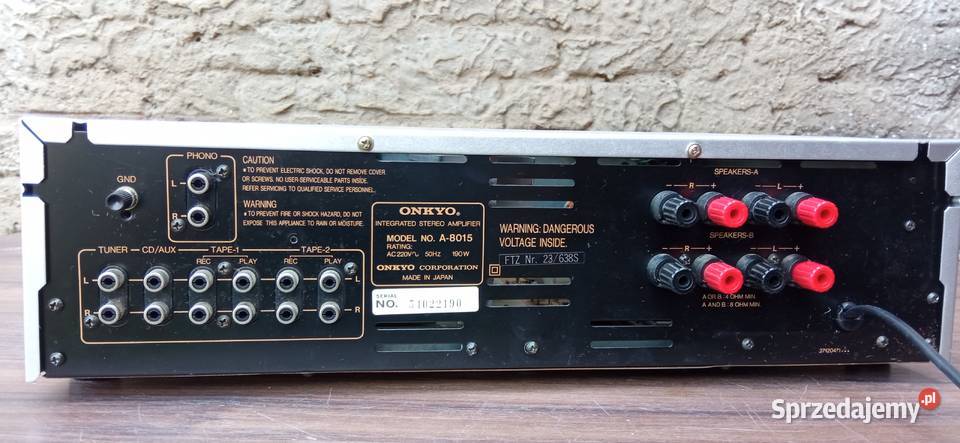 PHONO
GND
L
R
CAUTION
• TO PREVENT ELECTRIC SHOCK, DO NOT REMOVE COVER
OR SCREWS. NO USER-SERVICEABLE PARTS INSIDE.
REFER SERVICING TO QUALIFIED SERVICE PERSONNEL.
WARNING
• TO PREVENT FIRE OR SHOCK HAZARD, DO NOT
EXPOSE THIS APPLIANCE TO RAIN OR MOISTURE.
TUNER CD/AUX TAPE-1 TAPE-2
REC PLAY REC PLAY
L L
R R
ONKYO®
INTEGRATED STEREO AMPLIFIER
MODEL NO. A-8015
RATING:
AC 220V~ 50Hz 190W
ONKYO CORPORATION
MADE IN JAPAN
SERIAL
NO. 34022190
WARNING: DANGEROUS
VOLTAGE INSIDE.
FTZ Nr. 23/638S
SPEAKERS-A
- R + - L +
SPEAKERS-B
- R + - L +
A OR B: 4 OHM MIN.
A AND B: 8 OHM MIN.
Sprzedajemy.pl